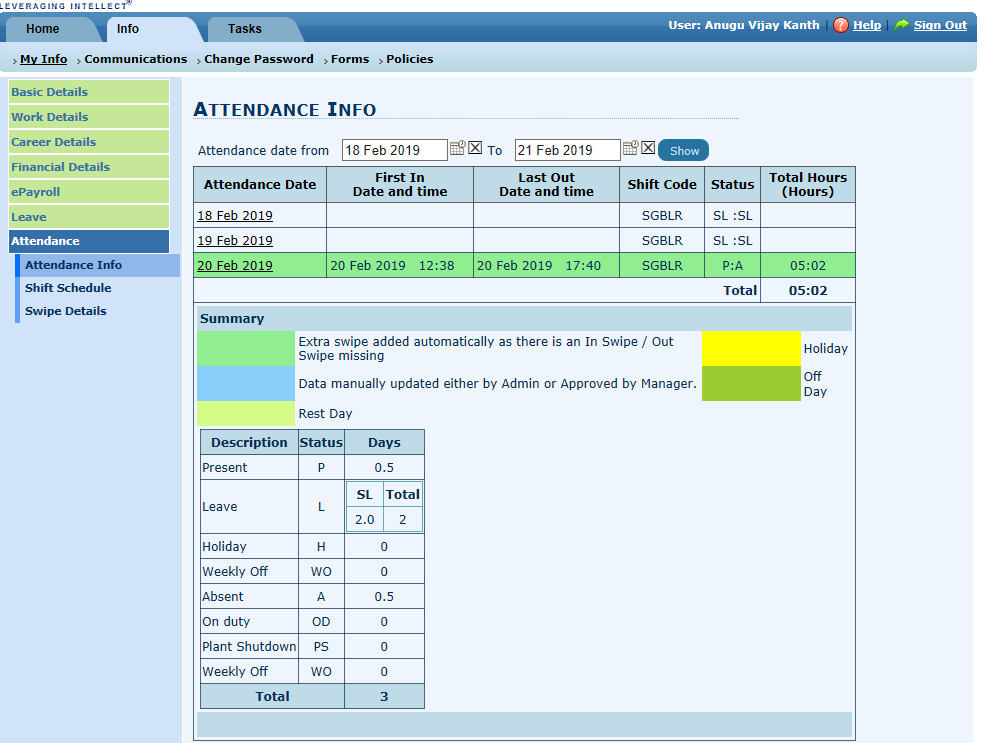 LEVERAGING INTELLECT®
Home Info Tasks User: Anugu Vijay Kanth Help Sign Out
My Info Communications Change Password Forms Policies
Basic Details
Work Details
Career Details
Financial Details
ePayroll
Leave
Attendance
Attendance Info
Shift Schedule
Swipe Details
ATTENDANCE INFO
Attendance date from 18 Feb 2019 To 21 Feb 2019 Show
Attendance Date First In Date and time Last Out Date and time Shift Code Status Total Hours (Hours)
18 Feb 2019 SGBLR SL :SL
19 Feb 2019 SGBLR SL :SL
20 Feb 2019 20 Feb 2019 12:38 20 Feb 2019 17:40 SGBLR P:A 05:02
Total 05:02
Summary
Extra swipe added automatically as there is an In Swipe / Out
Swipe missing
Holiday
Data manually updated either by Admin or Approved by Manager.
Off
Day
Rest Day
Description Status Days
Present P 0.5
Leave L SL Total
2.0 2
Holiday H 0
Weekly Off WO 0
Absent A 0.5
On duty OD 0
Plant Shutdown PS 0
Weekly Off WO 0
Total 3